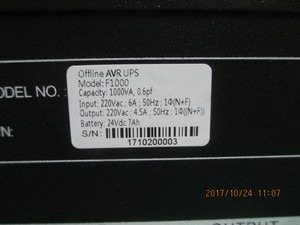 Offline AVR UPS
MODEL NO.: Model: F1000
Capacity: 1000VA, 0.6pf
Input: 220Vac ; 6A ; 50Hz ; 1Φ(N+F)
Output: 220Vac ; 4.5A ; 50Hz ; 1Φ((N+F))
Battery: 24Vdc 7Ah
S/N:
1710200003
2017/10/24 11:07